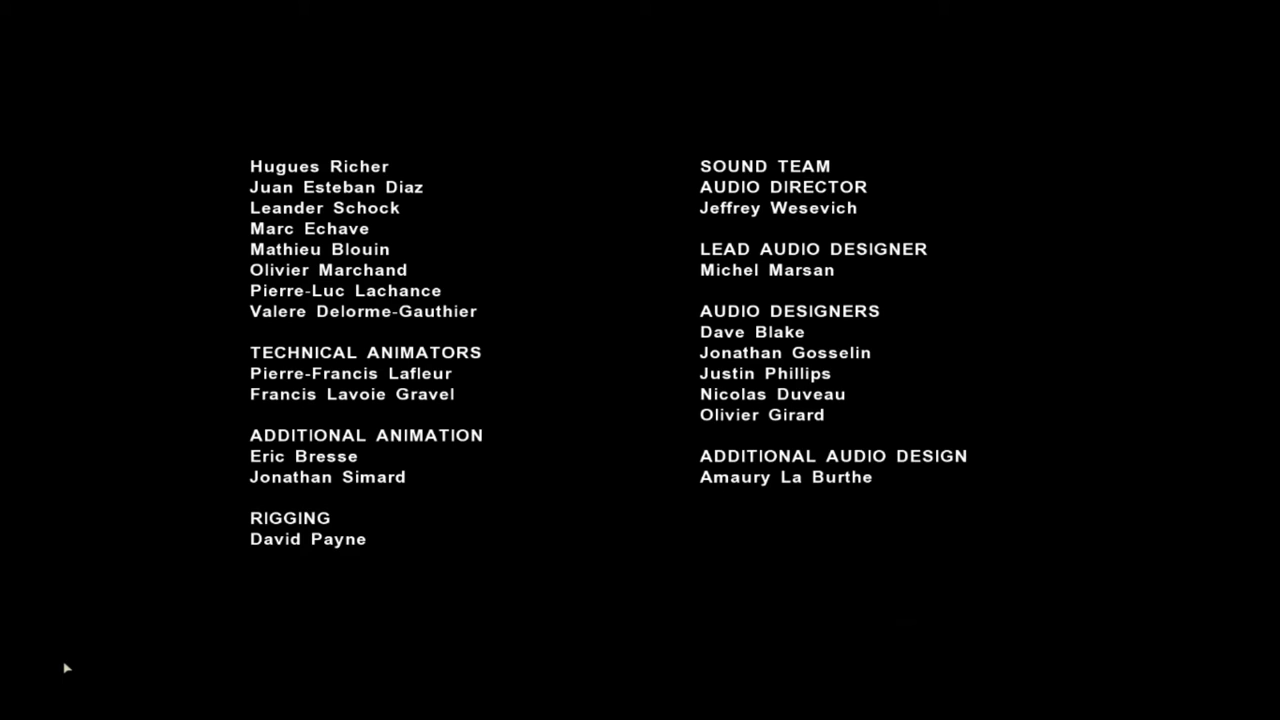 Hugues Richer
Juan Esteban Diaz
Leander Schock
Marc Echave
Mathieu Blouin
Olivier Marchand
Pierre-Luc Lachance
Valere Delorme-Gauthier
TECHNICAL ANIMATORS
Pierre-Francis Lafleur
Francis Lavoie Gravel
ADDITIONAL ANIMATION
Eric Bresse
Jonathan Simard
RIGGING
David Payne
SOUND TEAM
AUDIO DIRECTOR
Jeffrey Wesevich
LEAD AUDIO DESIGNER
Michel Marsan
AUDIO DESIGNERS
Dave Blake
Jonathan Gosselin
Justin Phillips
Nicolas Duveau
Olivier Girard
ADDITIONAL AUDIO DESIGN
Amaury La Burthe